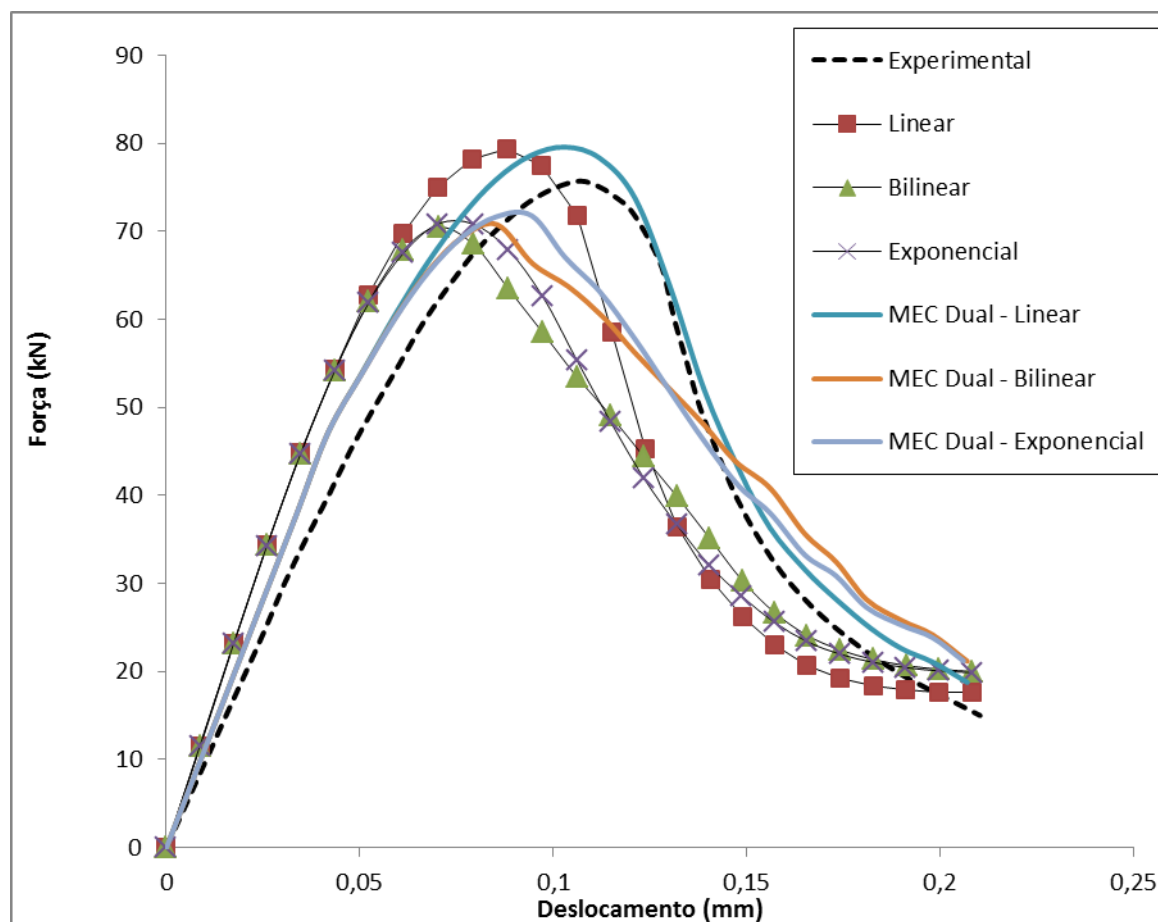 90
80
70
60
50
40
30
20
10
0
Força (kN)
0
0,05
0,1
0,15
0,2
0,25
Deslocamento (mm)
Experimental
Linear
Bilinear
Exponencial
MEC Dual - Linear
MEC Dual - Bilinear
MEC Dual - Exponencial